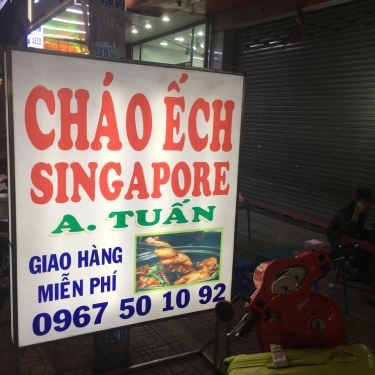 CHÁO ẾCH
SINGAPORE
A. TUẤN
GIAO HÀNG
MIỄN PHÍ
0967 50 10 92